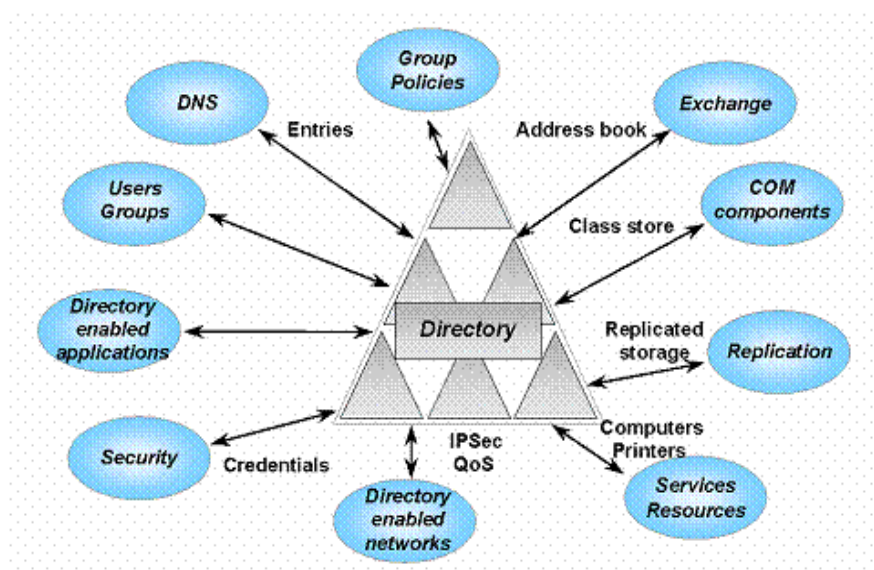 Group
Policies
DNS
Exchange
Entries
Address book
Users
Groups
COM
components
Class store
Directory
enabled
applications
Directory
Replicated
storage
Replication
Security
Credentials
IPSec
QoS
Computers
Printers
Directory
enabled
networks
Services
Resources